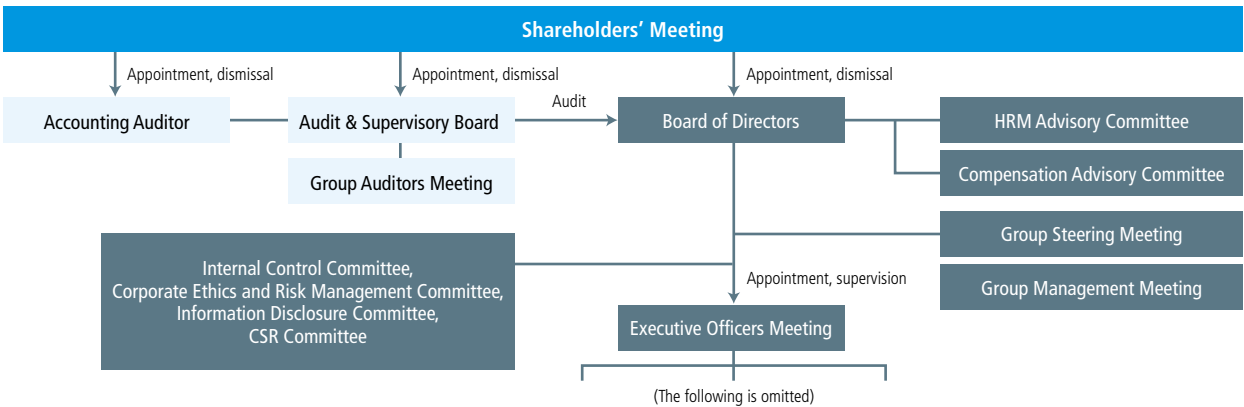 Shareholders’ Meeting
Appointment, dismissal
Appointment, dismissal
Appointment, dismissal
Accounting Auditor
Audit & Supervisory Board
Audit
Board of Directors
HRM Advisory Committee
Group Auditors Meeting
Compensation Advisory Committee
Group Steering Meeting
Internal Control Committee,
Corporate Ethics and Risk Management Committee,
Information Disclosure Committee,
CSR Committee
Appointment, supervision
Group Management Meeting
Executive Officers Meeting
(The following is omitted)